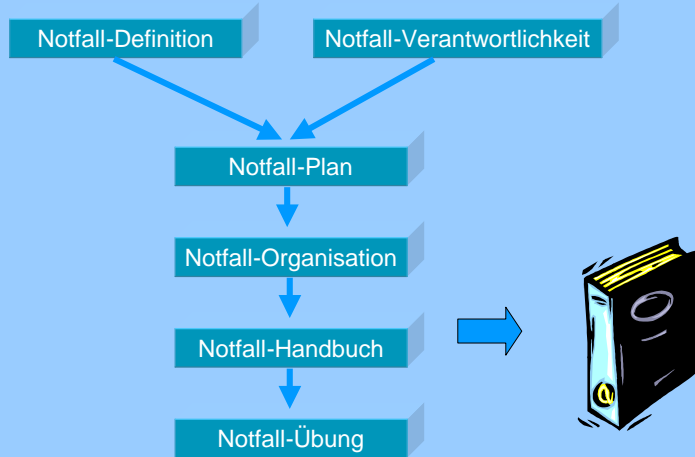 Notfall-Definition
Notfall-Verantwortlichkeit
Notfall-Plan
Notfall-Organisation
Notfall-Handbuch
Notfall-Übung